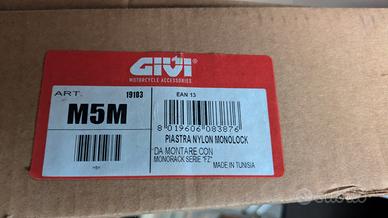 GIVI
MOTORCYCLE ACCESSORIES
ART.
19103
EAN 13
M5M
8 019606 083876
PIASTRA NYLON MONOLOCK
DA MONTARE CON
MONORACK SERIE "FZ"
MADE IN TUNISIA
subito